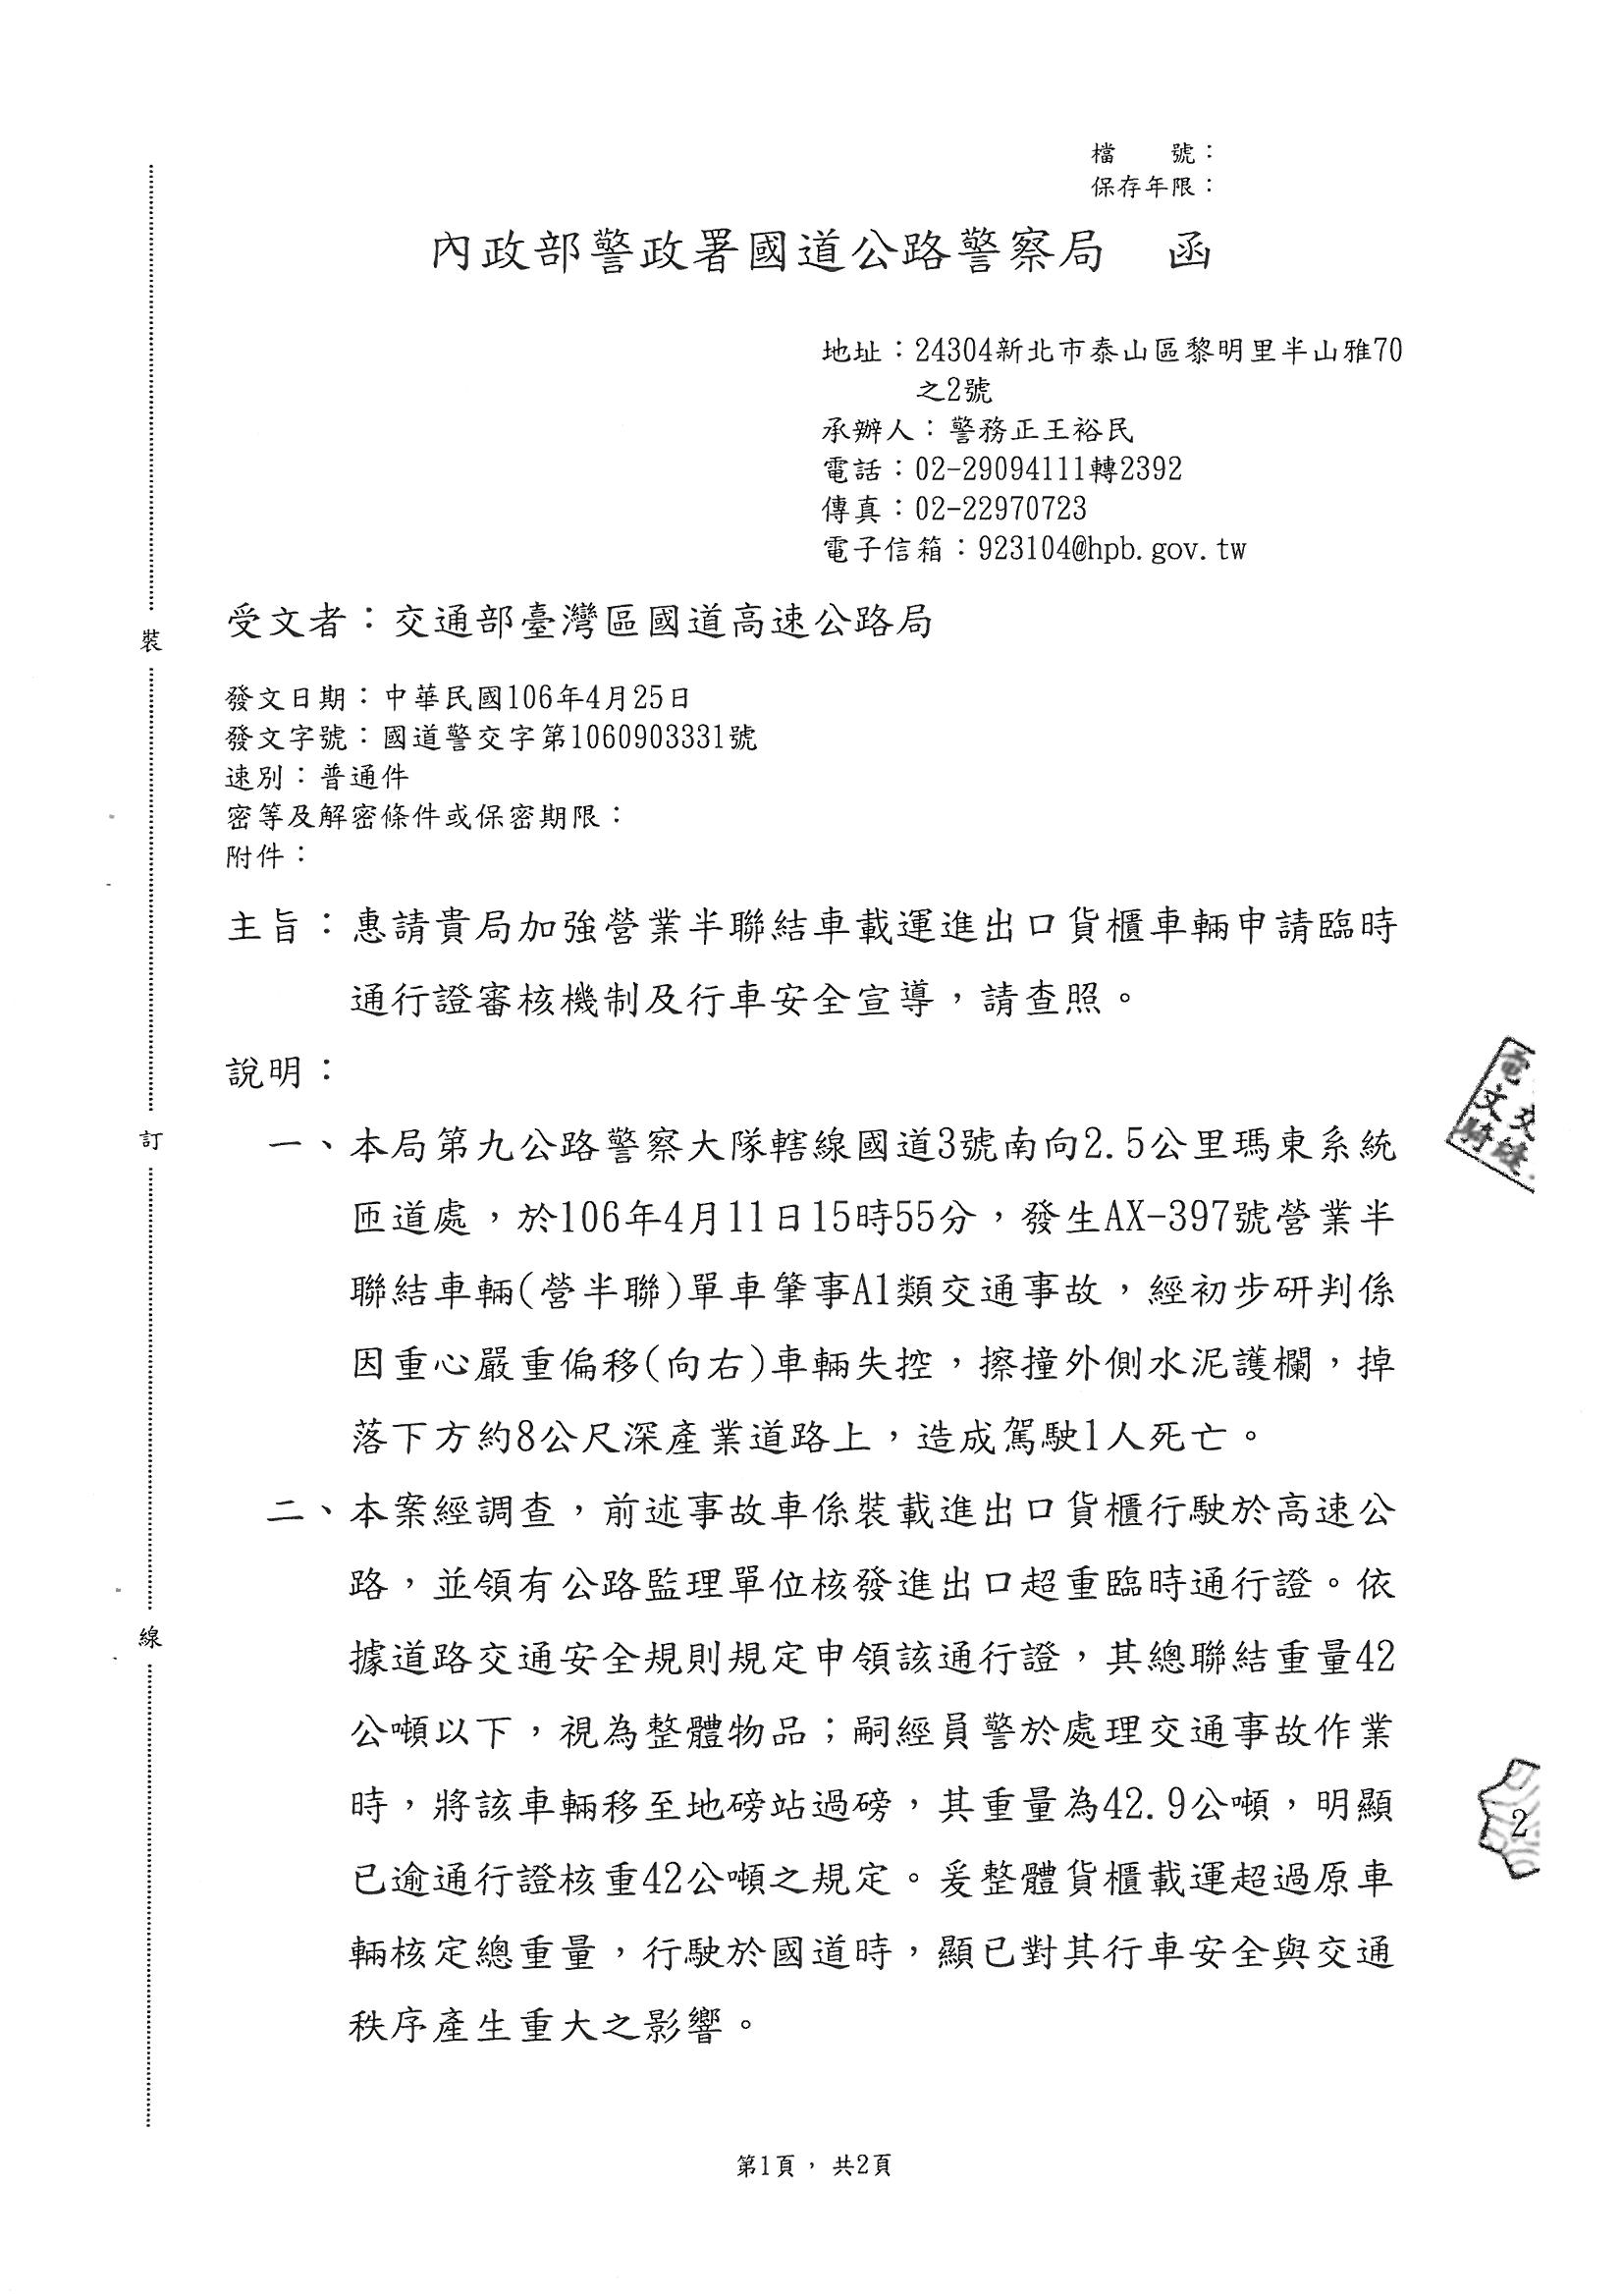 檔　　號：
保存年限：
內政部警政署國道公路警察局　函
地址：24304新北市泰山區黎明里半山雅70
之2號
承辦人：警務正王裕民
電話：02-29094111轉2392
傳真：02-22970723
電子信箱：923104@hpb.gov.tw
受文者：交通部臺灣區國道高速公路局
發文日期：中華民國106年4月25日
發文字號：國道警交字第1060903331號
速別：普通件
密等及解密條件或保密期限：
附件：
主旨：惠請貴局加強營業半聯結車載運進出口貨櫃車輛申請臨時
通行證審核機制及行車安全宣導，請查照。
說明：
一、本局第九公路警察大隊轄線國道3號南向2.5公里瑪東系統
匝道處，於106年4月11日15時55分，發生AX-397號營業半
聯結車輛(營半聯)單車肇事A1類交通事故，經初步研判係
因重心嚴重偏移(向右)車輛失控，擦撞外側水泥護欄，掉
落下方約8公尺深產業道路上，造成駕駛1人死亡。
二、本案經調查，前述事故車係裝載進出口貨櫃行駛於高速公
路，並領有公路監理單位核發進出口超重臨時通行證。依
據道路交通安全規則規定申領該通行證，其總聯結重量42
公噸以下，視為整體物品；嗣經員警於處理交通事故作業
時，將該車輛移至地磅站過磅，其重量為42.9公噸，明顯
已逾通行證核重42公噸之規定。爰整體貨櫃載運超過原車
輛核定總重量，行駛於國道時，顯已對其行車安全與交通
秩序產生重大之影響。
裝
訂
線
電
文 交
騎
2
第1頁， 共2頁